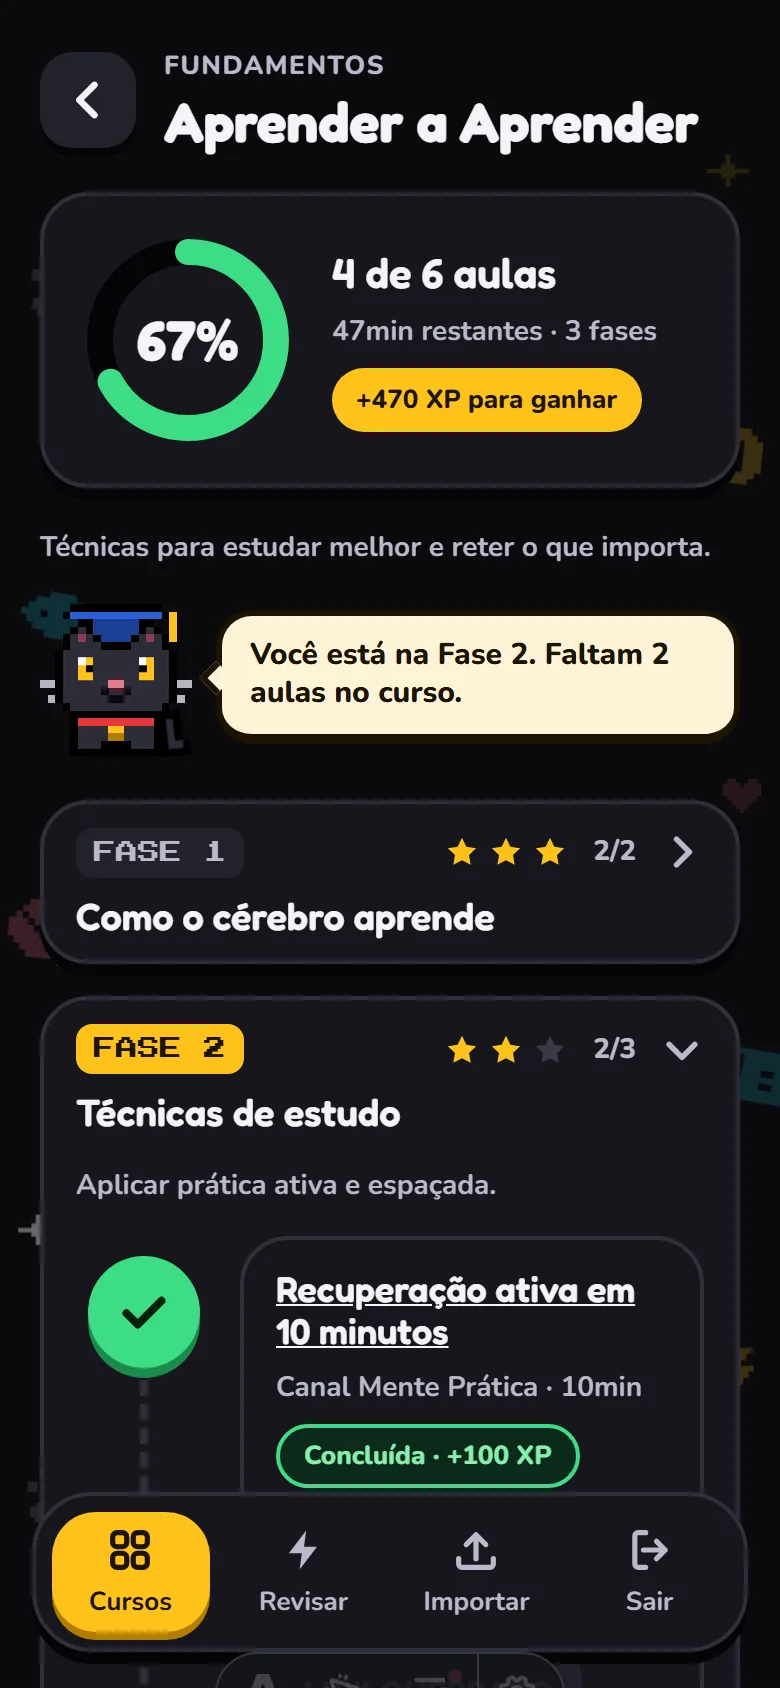 FUNDAMENTOS
Aprender a Aprender
67%
4 de 6 aulas
47min restantes · 3 fases
+470 XP para ganhar
Técnicas para estudar melhor e reter o que importa.
Você está na Fase 2. Faltam 2
aulas no curso.
FASE 1
2/2
Como o cérebro aprende
FASE 2
2/3
Técnicas de estudo
Aplicar prática ativa e espaçada.
Recuperação ativa em
10 minutos
Canal Mente Prática · 10min
Concluída · +100 XP
Cursos
Revisar
Importar
Sair